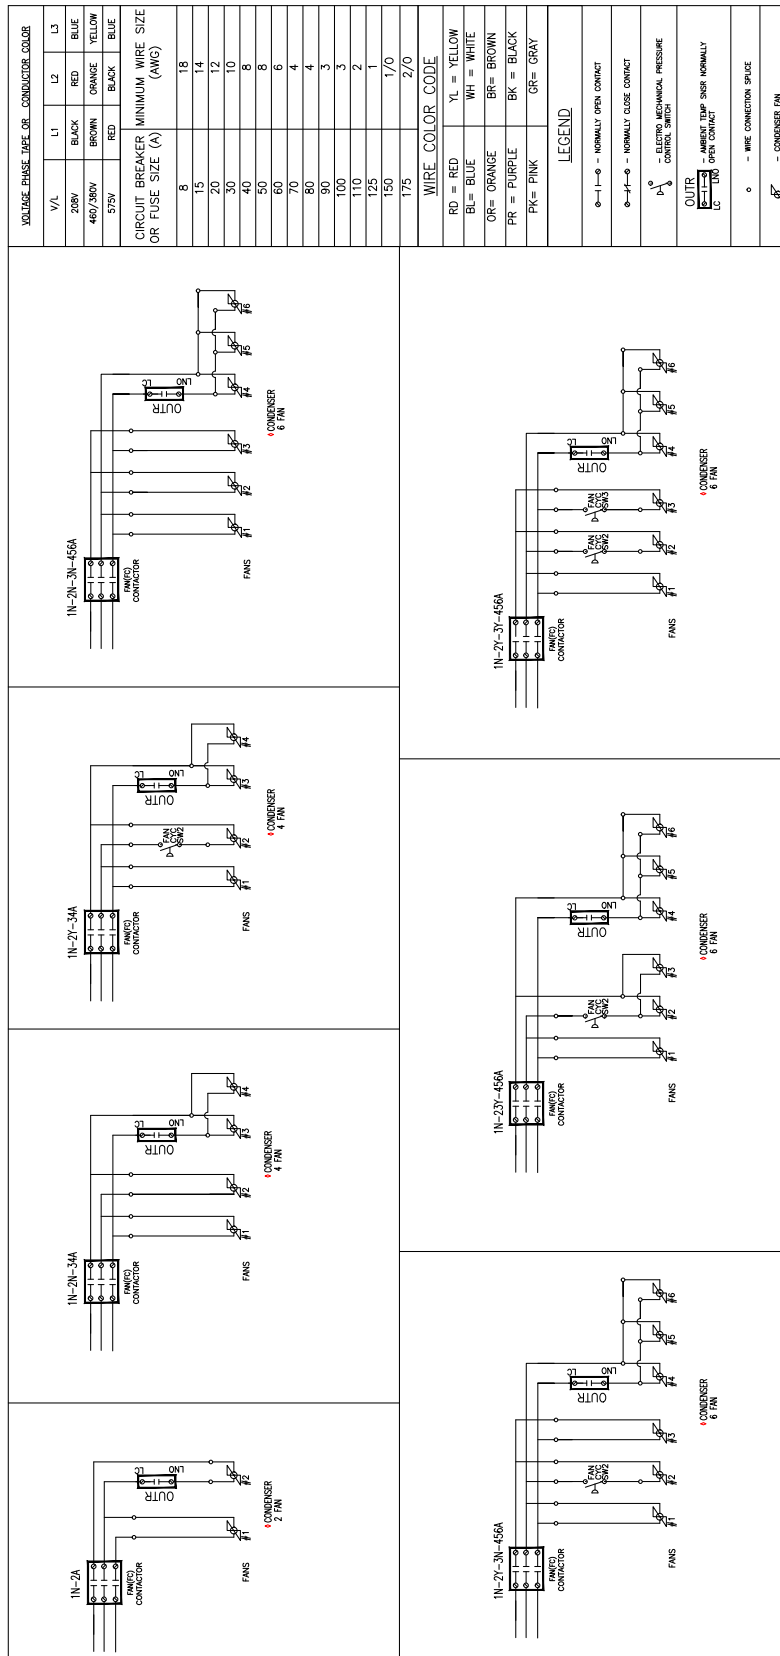 VOLTAGE PHASE TAPE OR CONDUCTOR COLOR
V/L L1 L2 L3
208V BLACK RED BLUE
460/380V BROWN ORANGE YELLOW
575V RED BLACK BLUE
CIRCUIT BREAKER MINIMUM WIRE SIZE
OR FUSE SIZE (A) (AWG)
8 18
15 14
20 12
30 10
40 8
50 8
60 6
70 4
80 4
90 3
100 3
110 2
125 1
150 1/0
175 2/0
WIRE COLOR CODE
RD = RED YL = YELLOW
BL= BLUE WH = WHITE
OR= ORANGE BR= BROWN
PR = PURPLE BK = BLACK
PK= PINK GR= GRAY
LEGEND
- NORMALLY OPEN CONTACT
- NORMALLY CLOSE CONTACT
- ELECTRO MECHANICAL PRESSURE
CONTROL SWITCH
OUTR
LC LNO
- AMBIENT TEMP SNSR NORMALLY
OPEN CONTACT
- WIRE CONNECTION SPLICE
- CONDENSER FAN
1N-2A
FAN(FC)
CONTACTOR
OUTR
LC
LNO
#1
#2
FANS
CONDENSER
2 FAN
1N-2N-34A
FAN(FC)
CONTACTOR
OUTR
LC
LNO
#1
#2
#3
#4
FANS
CONDENSER
4 FAN
1N-2Y-34A
FAN(FC)
CONTACTOR
FAN
CYC
SW2
OUTR
LC
LNO
#1
#2
#3
#4
FANS
CONDENSER
4 FAN
1N-2N-3N-456A
FAN(FC)
CONTACTOR
OUTR
LC
LNO
#1
#2
#3
#4
#5
#6
FANS
CONDENSER
6 FAN
1N-2Y-3N-456A
FAN(FC)
CONTACTOR
FAN
CYC
SW2
OUTR
LC
LNO
#1
#2
#3
#4
#5
#6
FANS
CONDENSER
6 FAN
1N-23Y-456A
FAN(FC)
CONTACTOR
FAN
CYC
SW2
OUTR
LC
LNO
#1
#2
#3
#4
#5
#6
FANS
CONDENSER
6 FAN
1N-2Y-3Y-456A
FAN(FC)
CONTACTOR
FAN
CYC
SW2
FAN
CYC
SW3
OUTR
LC
LNO
#1
#2
#3
#4
#5
#6
FANS
CONDENSER
6 FAN